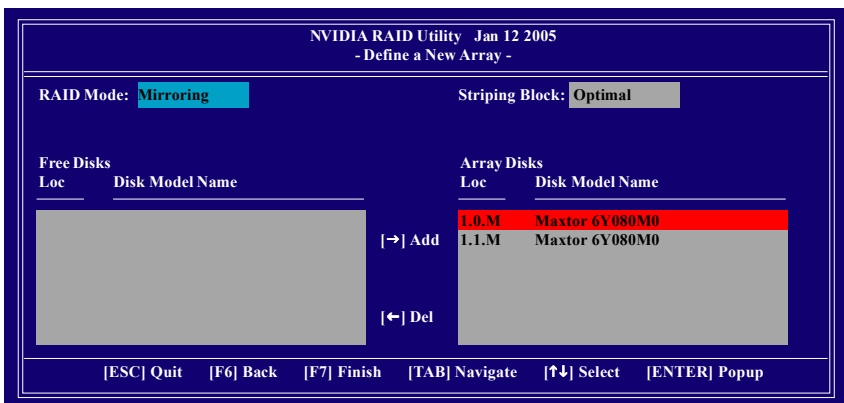 NVIDIA RAID Utility Jan 12 2005
- Define a New Array -
RAID Mode: Mirroring Striping Block: Optimal
Free Disks Array Disks
Loc Disk Model Name Loc Disk Model Name
1.0.M Maxtor 6Y080M0
[→] Add 1.1.M Maxtor 6Y080M0
[←] Del
[ESC] Quit [F6] Back [F7] Finish [TAB] Navigate [↑↓] Select [ENTER] Popup